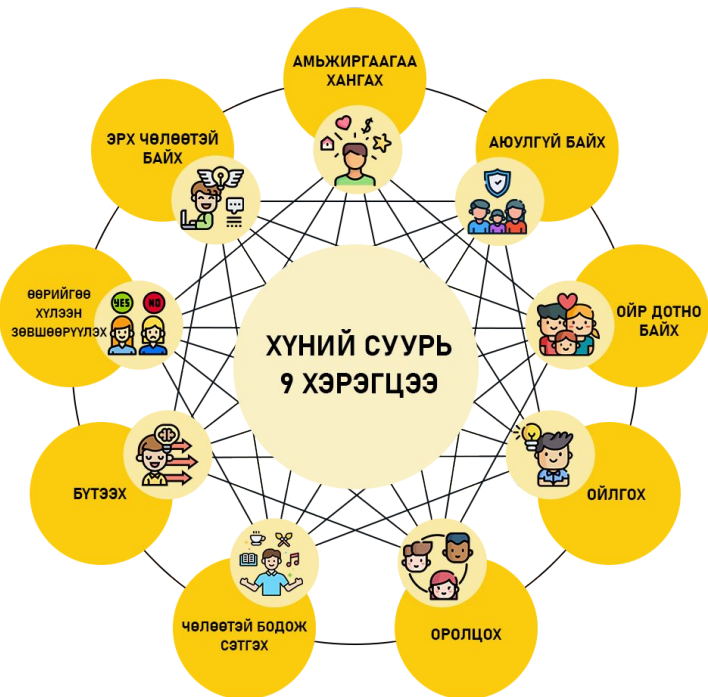 АМЬЖИРГААГАА
ХАНГАХ
АЮУЛГҮЙ БАЙХ
ОЙР ДОТНО
БАЙХ
ОЙЛГОХ
ОРОЛЦОХ
ЧӨЛӨӨТЭЙ БОДОЖ
СЭТГЭХ
БҮТЭЭХ
ӨӨРИЙГӨӨ
ХҮЛЭЭН
ЗӨВШӨӨРҮҮЛЭХ
YES
NO
ЭРХ ЧӨЛӨӨТЭЙ
БАЙХ
ХҮНИЙ СУУРЬ
9 ХЭРЭГЦЭЭ